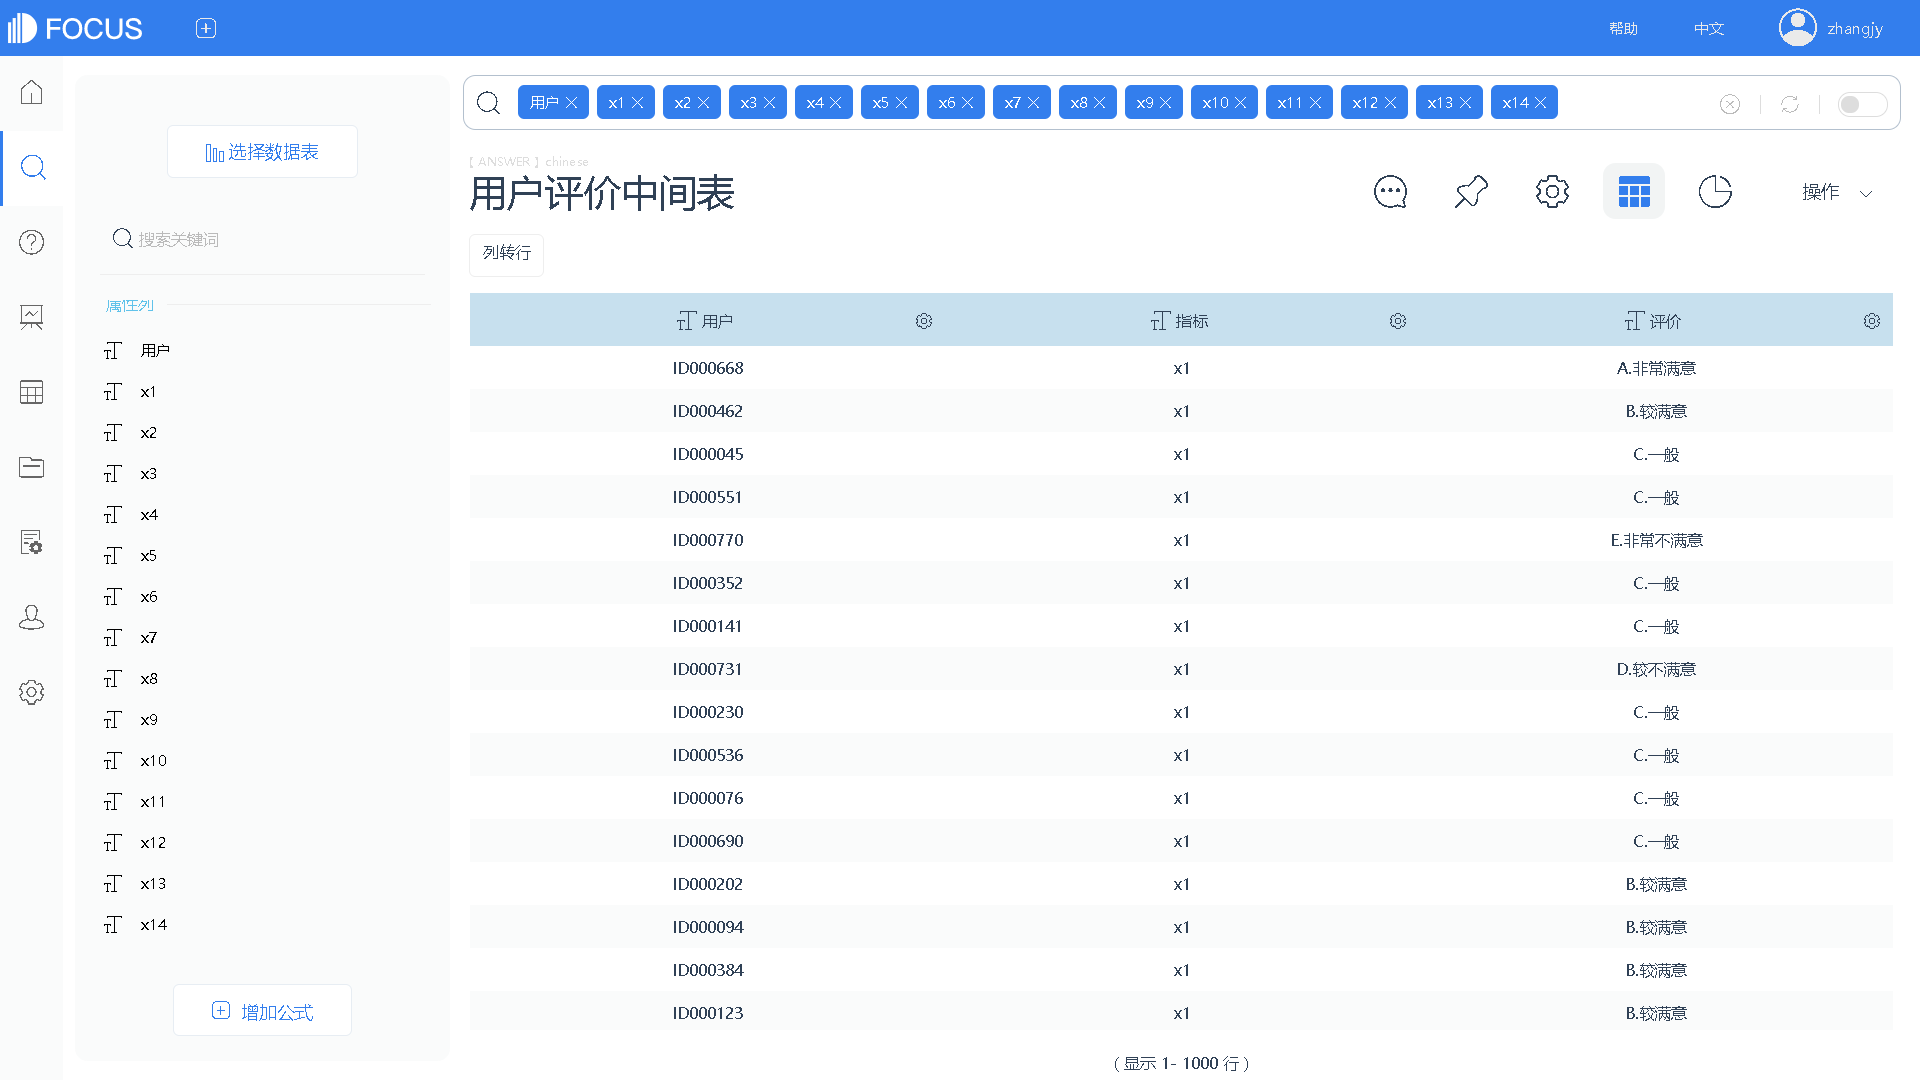 FOCUS
帮助
中文
zhangjy
选择数据表
搜索关键词
属性列
用户
x1
x2
x3
x4
x5
x6
x7
x8
x9
x10
x11
x12
x13
x14
增加公式
用户 x1 x2 x3 x4 x5 x6 x7 x8 x9 x10 x11 x12 x13 x14
【 ANSWER 】chinese
用户评价中间表
操作
列转行
用户 指标 评价
ID000668 x1 A.非常满意
ID000462 x1 B.较满意
ID000045 x1 C.一般
ID000551 x1 C.一般
ID000770 x1 E.非常不满意
ID000352 x1 C.一般
ID000141 x1 C.一般
ID000731 x1 D.较不满意
ID000230 x1 C.一般
ID000536 x1 C.一般
ID000076 x1 C.一般
ID000690 x1 C.一般
ID000202 x1 B.较满意
ID000094 x1 B.较满意
ID000384 x1 B.较满意
ID000123 x1 B.较满意
( 显示 1- 1000 行 )